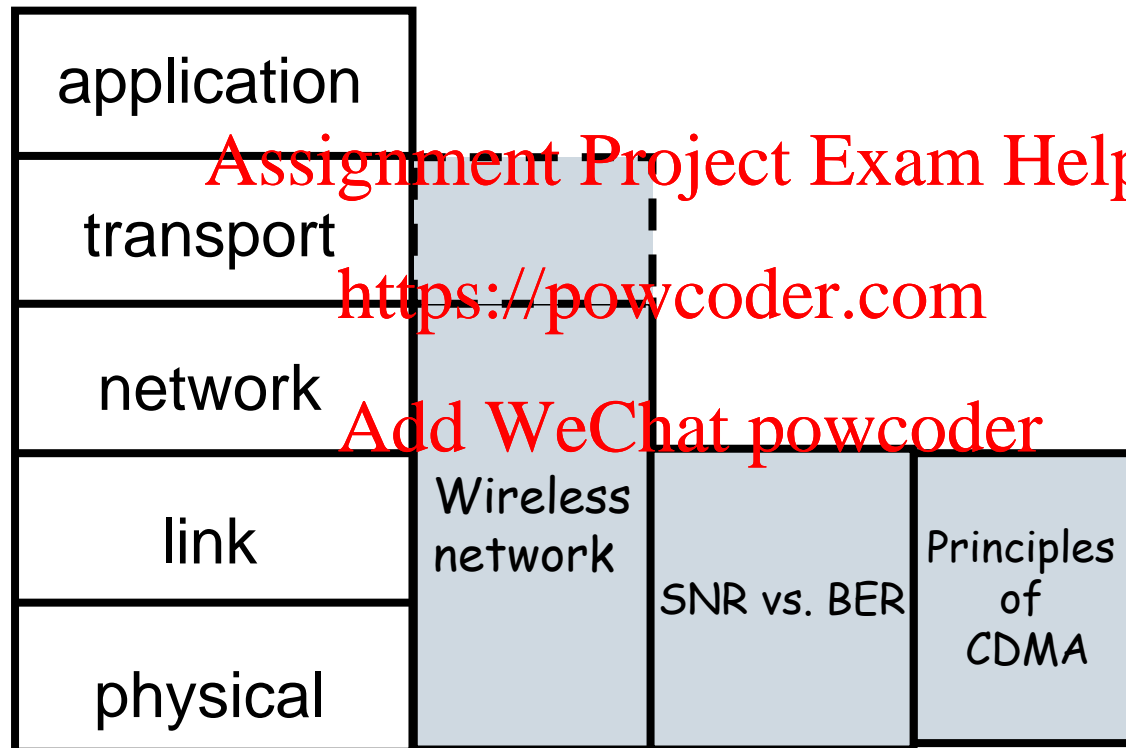 application
Assignment Project Exam Help
transport
https://powcoder.com
network
Add WeChat powcoder
Wireless
network
link
SNR vs. BER
Principles
of
CDMA
physical